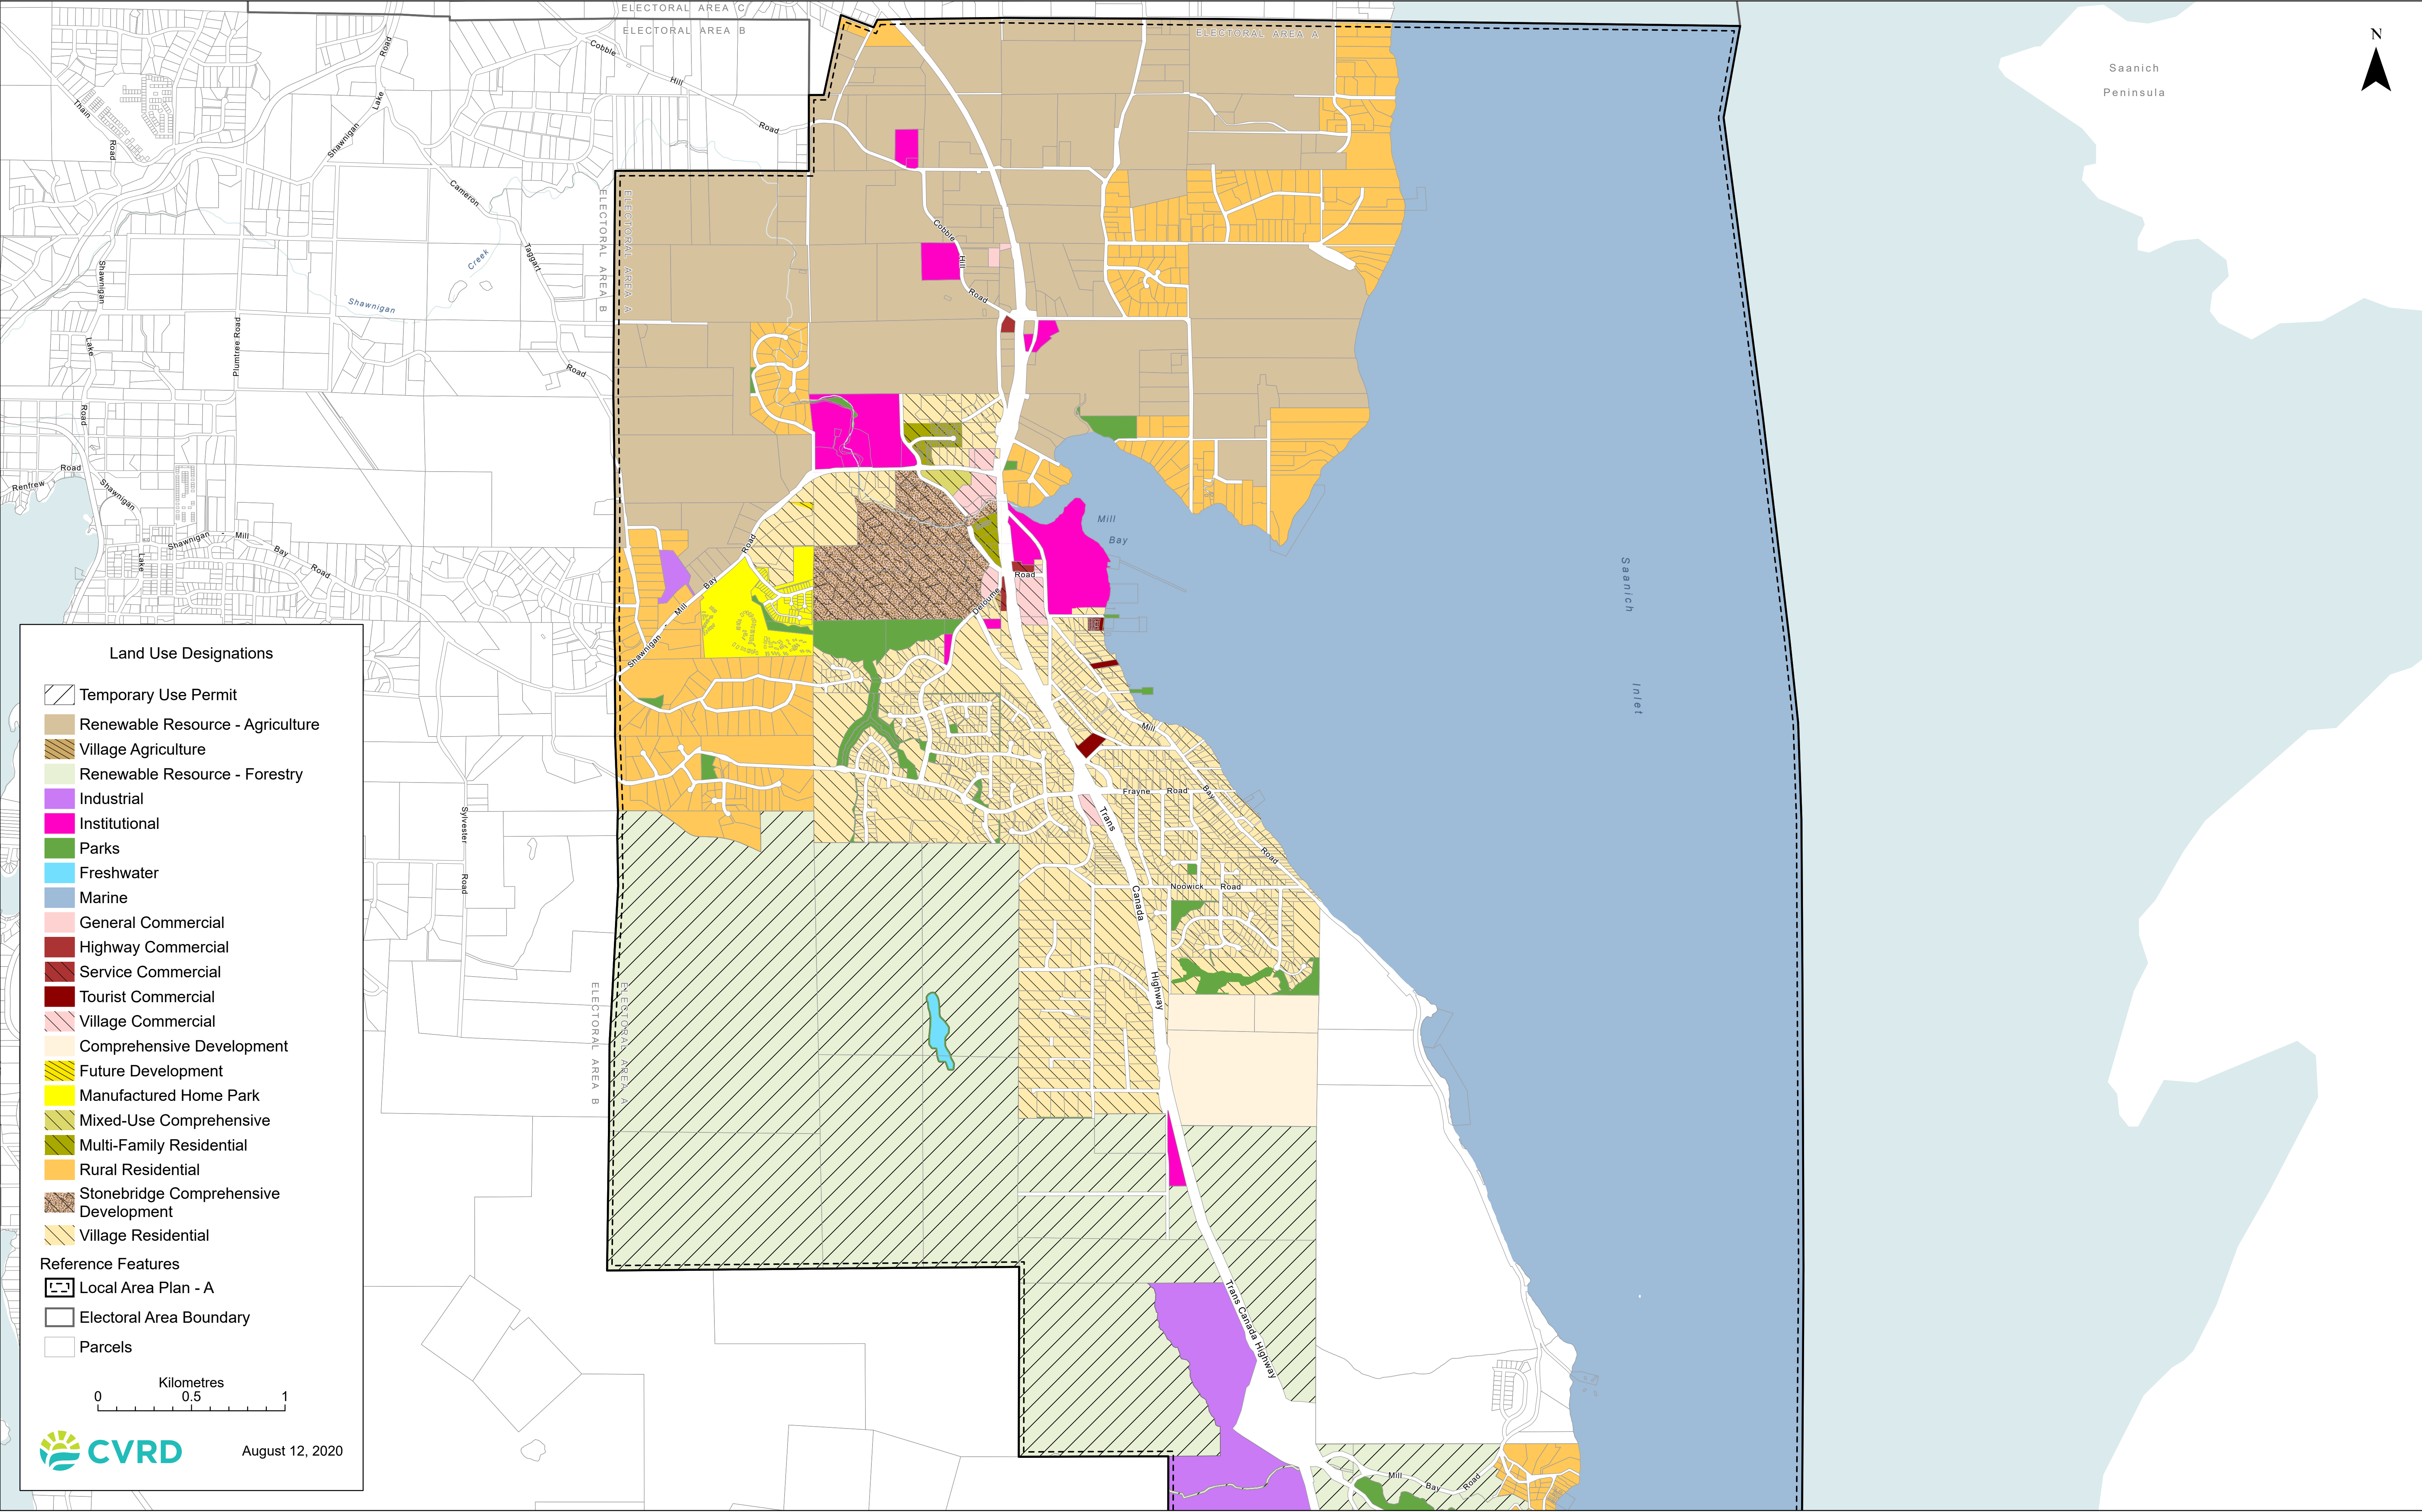 ELECTORAL AREA C
ELECTORAL AREA B
ELECTORAL AREA A
N
Saanich
Peninsula
Cobble
Hill
Road
Road
Lake
Shawnigan
Thain
Road
Cameron
Taggart
Road
Creek
Shawnigan
Shawnigan
Lake
Road
Plumtree Road
ELECTORAL AREA B
ELECTORAL AREA A
Cobble
Hill
Road
Road
Renfrew
Shawnigan
Lake
Shawnigan
Mill
Bay
Road
Road
Bay
Mill
Shawnigan
Deloume
Road
Mill
Bay
Saanich
Inlet
Mill
Bay
Road
Frayne Road
Trans
Canada
Highway
Noowick Road
Sylvester
Road
ELECTORAL AREA B
ELECTORAL AREA A
Trans Canada Highway
Mill
Bay
Road
Land Use Designations
Temporary Use Permit
Renewable Resource - Agriculture
Village Agriculture
Renewable Resource - Forestry
Industrial
Institutional
Parks
Freshwater
Marine
General Commercial
Highway Commercial
Service Commercial
Tourist Commercial
Village Commercial
Comprehensive Development
Future Development
Manufactured Home Park
Mixed-Use Comprehensive
Multi-Family Residential
Rural Residential
Stonebridge Comprehensive
Development
Village Residential
Reference Features
Local Area Plan - A
Electoral Area Boundary
Parcels
Kilometres
0 0.5 1
CVRD
August 12, 2020